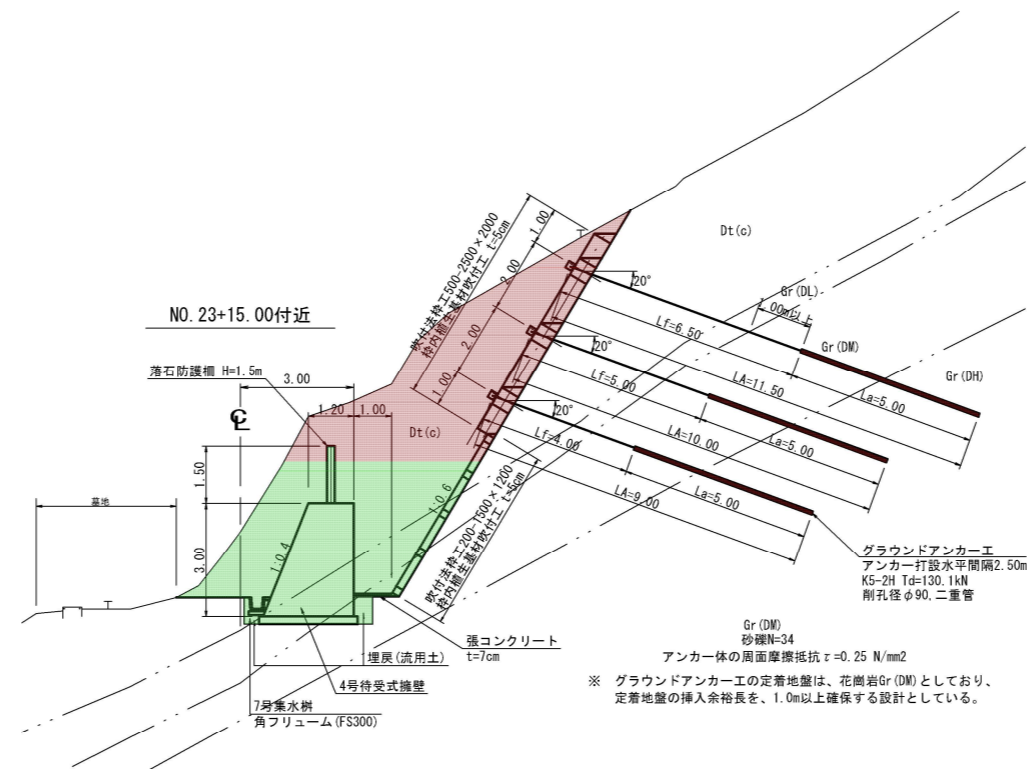 NO.23+15.00付近
落石防護柵 H=1.5m
3.00
CL
1.20
1.00
Dt(c)
1.50
3.00
墓地
1:0.4
1:0.6
吹付法枠工500-2500×2000
枠内植生基材吹付工 t=5cm
1.00
2.00
2.00
1.00
吹付法枠工200-1500×1200
枠内植生基材吹付工 t=5cm
20°
20°
20°
Dt(c)
Gr(DL)
1.00m以上
Gr(DM)
Gr(DH)
Lf=6.50
LA=11.50
La=5.00
Lf=5.00
LA=10.00
La=5.00
Lf=4.00
LA=9.00
La=5.00
グラウンドアンカー工
アンカー打設水平間隔2.50m
K5-2H Td=130.1kN
削孔径φ90,二重管
張コンクリート
t=7cm
埋戻(流用土)
4号待受式擁壁
7号集水桝
角フリューム(FS300)
Gr(DM)
砂礫N=34
アンカー体の周面摩擦抵抗τ=0.25 N/mm2
※ グラウンドアンカー工の定着地盤は、花崗岩Gr(DM)としており、
定着地盤の挿入余裕長を、1.0m以上確保する設計としている。